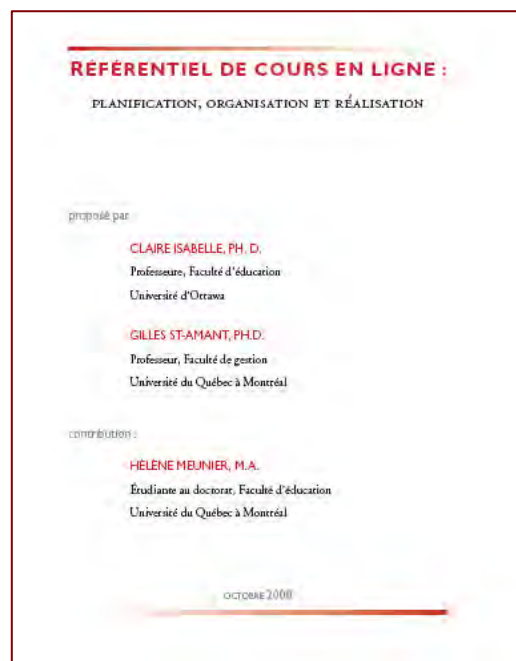 RÉFÉRENTIEL DE COURS EN LIGNE :
PLANIFICATION, ORGANISATION ET RÉALISATION
proposé par
CLAIRE ISABELLE, PH. D.
Professeure, Faculté d'éducation
Université d'Ottawa
GILLES ST-AMANT, PH.D.
Professeur, Faculté de gestion
Université du Québec à Montréal
contribution :
HÉLÈNE MEUNIER, M.A.
Étudiante au doctorat, Faculté d'éducation
Université du Québec à Montréal
OCTOBRE 2000